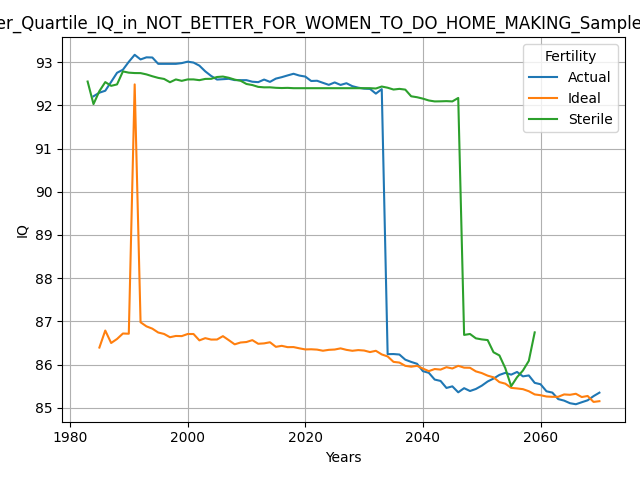 er_Quartile_IQ_in_NOT_BETTER_FOR_WOMEN_TO_DO_HOME_MAKING_Sample
Fertility
Actual
Ideal
Sterile
93
92
91
90
89
88
87
86
85
IQ
1980
2000
2020
2040
2060
Years